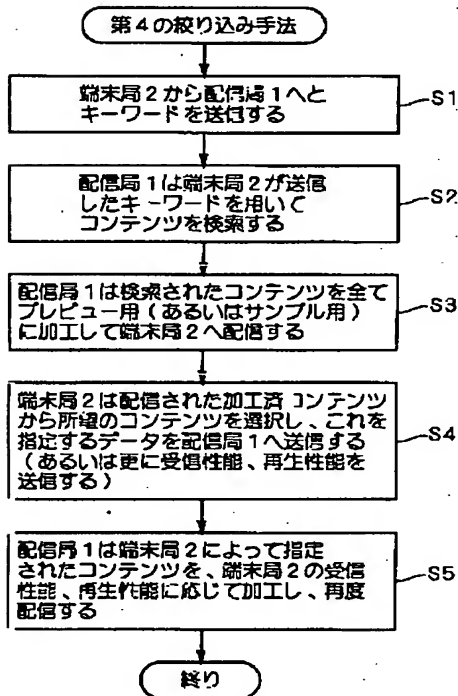 第4の絞り込み手法
端末局2から配信局1へと
キーワードを送信する
S1
配信局1は端末局2が送信
したキーワードを用いて
コンテンツを検索する
S2
配信局1は検索されたコンテンツを全て
プレビュー用(あるいはサンプル用)
に加工して端末局2へ配信する
S3
端末局2は配信された加工済コンテンツ
から所望のコンテンツを選択し、これを
指定するデータを配信局1へ送信する
(あるいは更に受信性能、再生性能を
送信する)
S4
配信局1は端末局2によって指定
されたコンテンツを、端末局2の受信
性能、再生性能に応じて加工し、再度
配信する
S5
終り